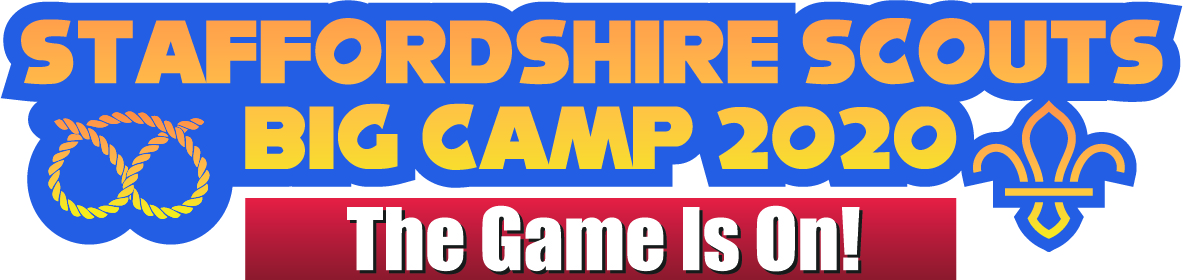 STAFFORDSHIRE SCOUTS
BIG CAMP 2020
The Game Is On!